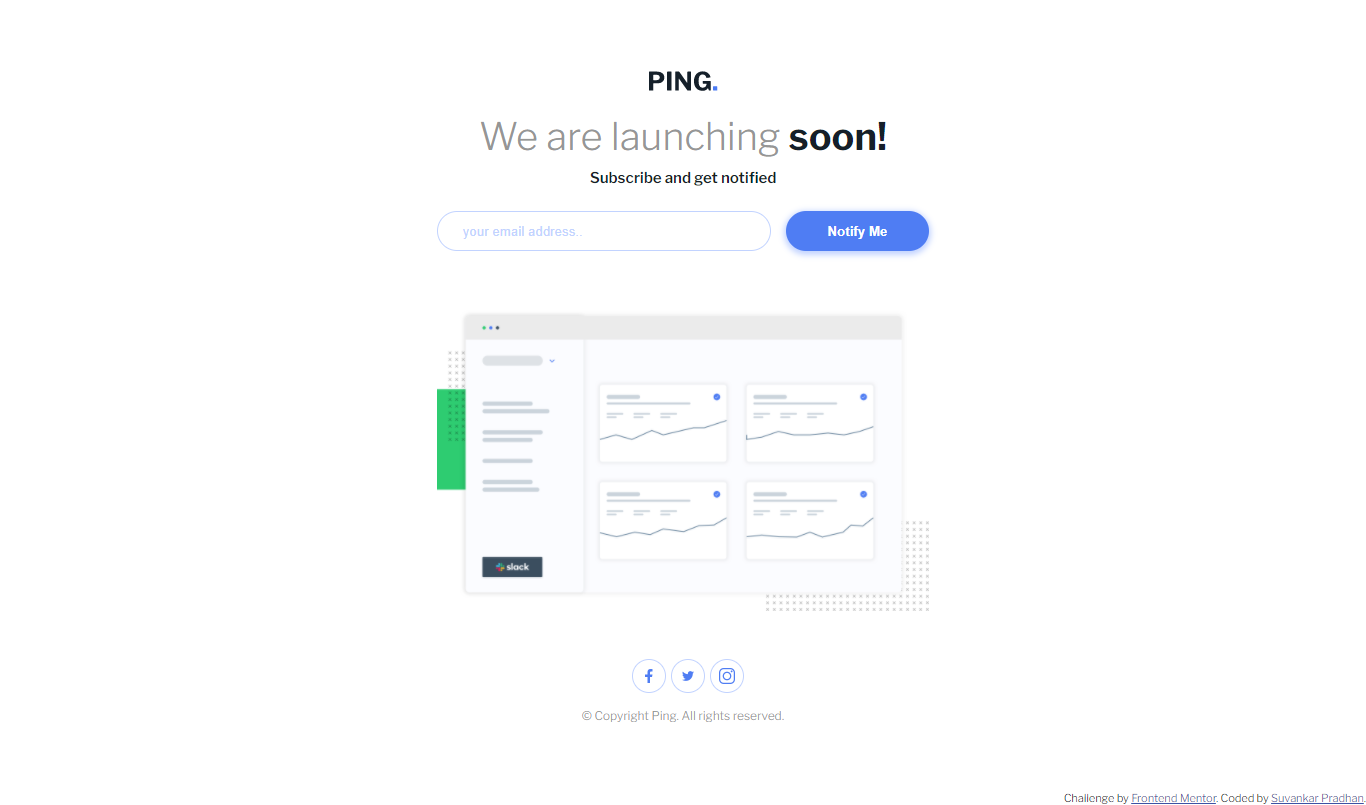 PING.
We are launching soon!
Subscribe and get notified
your email address..
Notify Me
slack
© Copyright Ping. All rights reserved.
Challenge by Frontend Mentor. Coded by Suvankar Pradhan.